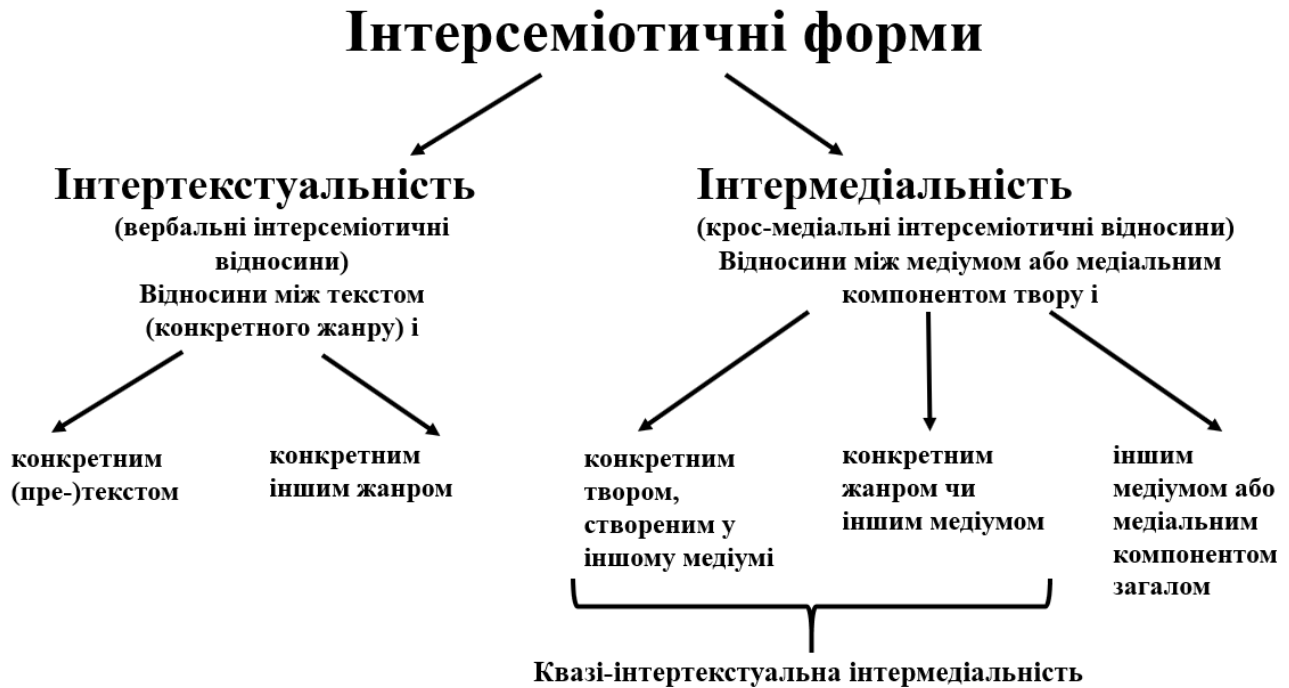 Інтерсеміотичні форми
Інтертекстуальність
(вербальні інтерсеміотичні
відносини)
Відносини між текстом
(конкретного жанру) і
Інтермедіальність
(крос-медіальні інтерсеміотичні відносини)
Відносини між медіумом або медіальним
компонентом твору і
конкретним
(пре-)текстом
конкретним
іншим жанром
конкретним
твором,
створеним у
іншому медіумі
конкретним
жанром чи
іншим медіумом
іншим
медіумом або
медіальним
компонентом
загалом
Квазі-інтертекстуальна інтермедіальність